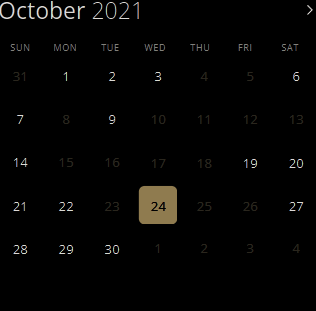 October 2021
SUN MON TUE WED THU FRI SAT
31 1 2 3 4 5 6
7 8 9 10 11 12 13
14 15 16 17 18 19 20
21 22 23 24 25 26 27
28 29 30 1 2 3 4